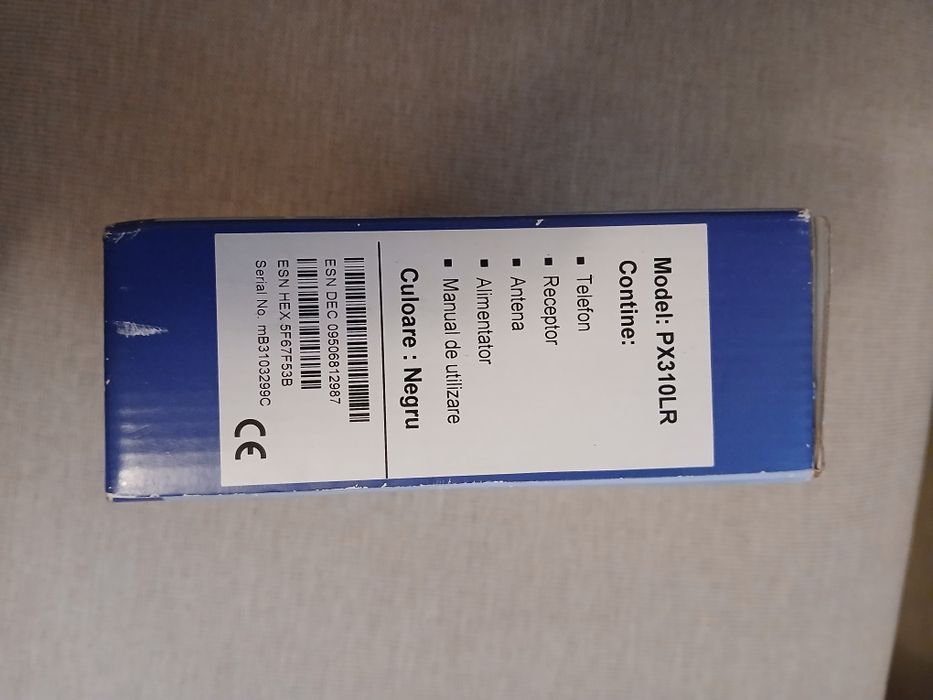 Model: PX310LR
Contine:
▪ Telefon
▪ Receptor
▪ Antena
▪ Alimentator
▪ Manual de utilizare
Culoare : Negru
ESN DEC 09506812987
ESN HEX 5F67F53B
Serial No. mB3103299C
CE